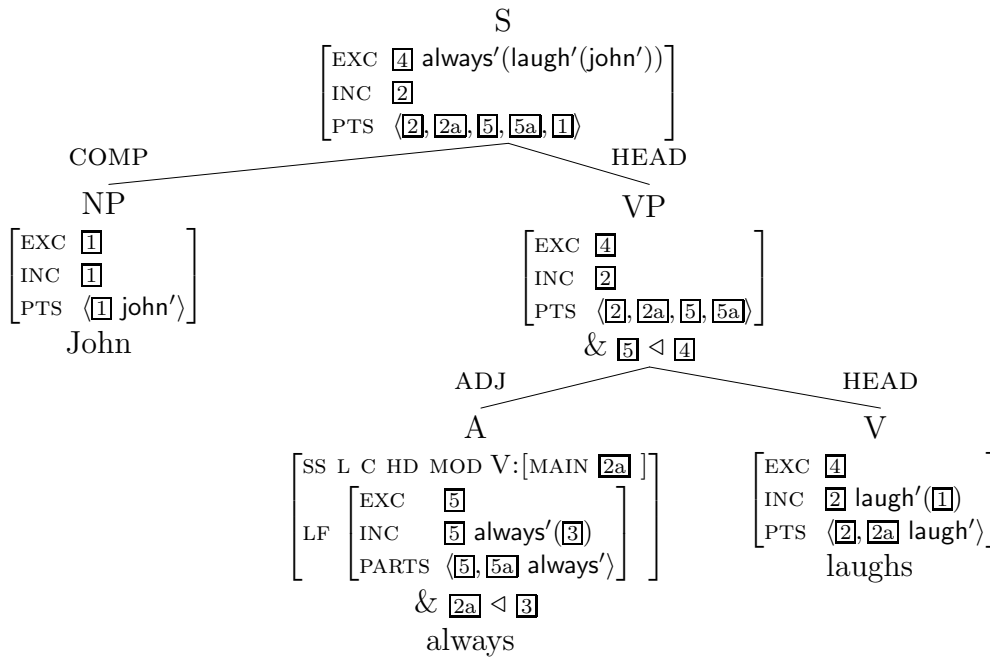 S
[EXC 4 always′(laugh′(john′))]
[INC 2]
[PTS ⟨2, 2a, 5, 5a, 1⟩]
COMP HEAD
NP VP
[EXC 1] [EXC 4]
[INC 1] [INC 2]
[PTS ⟨1 john′⟩] [PTS ⟨2, 2a, 5, 5a⟩]
John & 5 ◁ 4
ADJ HEAD
A V
[SS L C HD MOD V:[MAIN 2a ]] [EXC 4]
[EXC 5] [INC 2 laugh′(1)]
LF [INC 5 always′(3)] [PTS ⟨2, 2a laugh′⟩]
[PARTS ⟨5, 5a always′⟩] laughs
& 2a ◁ 3
always